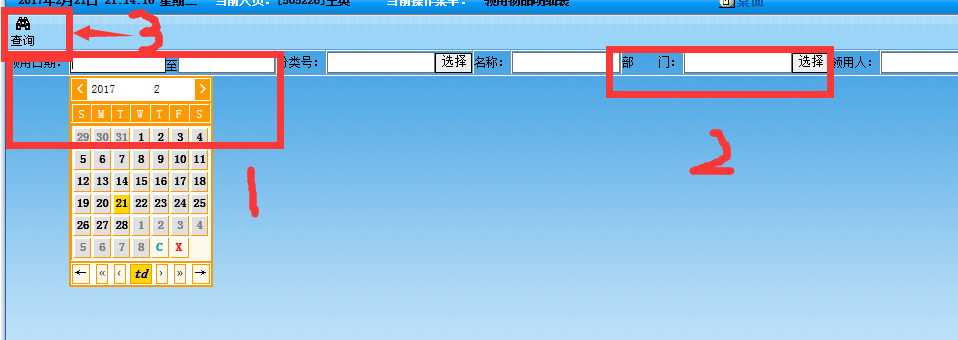 2017年2月21日 21:14:16 星期二 当前人员:[505226]王英 当前操作菜单: 领用物品明细表 桌面
查询 3
领用日期: 至 分类号: 选择 名称: 部 门: 选择 领用人:
< 2017 2 >
S M T W T F S
29 30 31 1 2 3 4
5 6 7 8 9 10 11
12 13 14 15 16 17 18
19 20 21 22 23 24 25
26 27 28 1 2 3 4
5 6 7 8 C X
← « ‹ td › » →
1
2